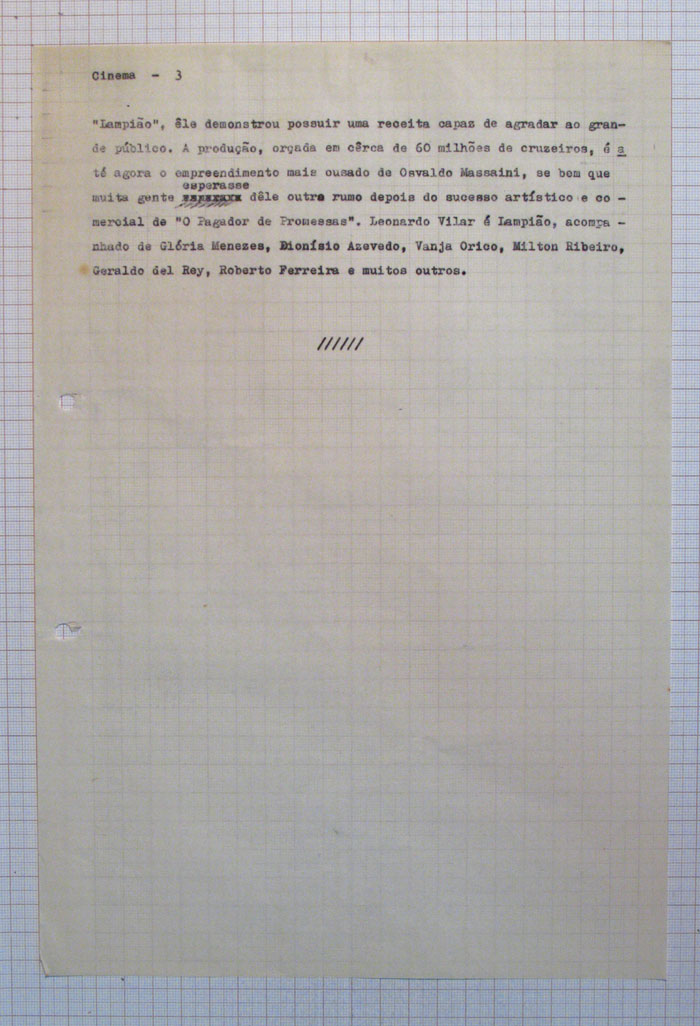 Cinema - 3
"Lampião", êle demonstrou possuir uma receita capaz de agradar ao gran-
de público. A produção, orçada em cêrca de 60 milhões de cruzeiros, é a
té agora o empreendimento mais ousado de Osvaldo Massaini, se bem que
esperasse
muita gente dêle outro rumo depois do sucesso artístico e co -
mercial de "O Pagador de Promessas". Leonardo Vilar é Lampião, acompa -
nhado de Glória Menezes, Dionísio Azevedo, Vanja Orico, Milton Ribeiro,
Geraldo del Rey, Roberto Ferreira e muitos outros.
//////